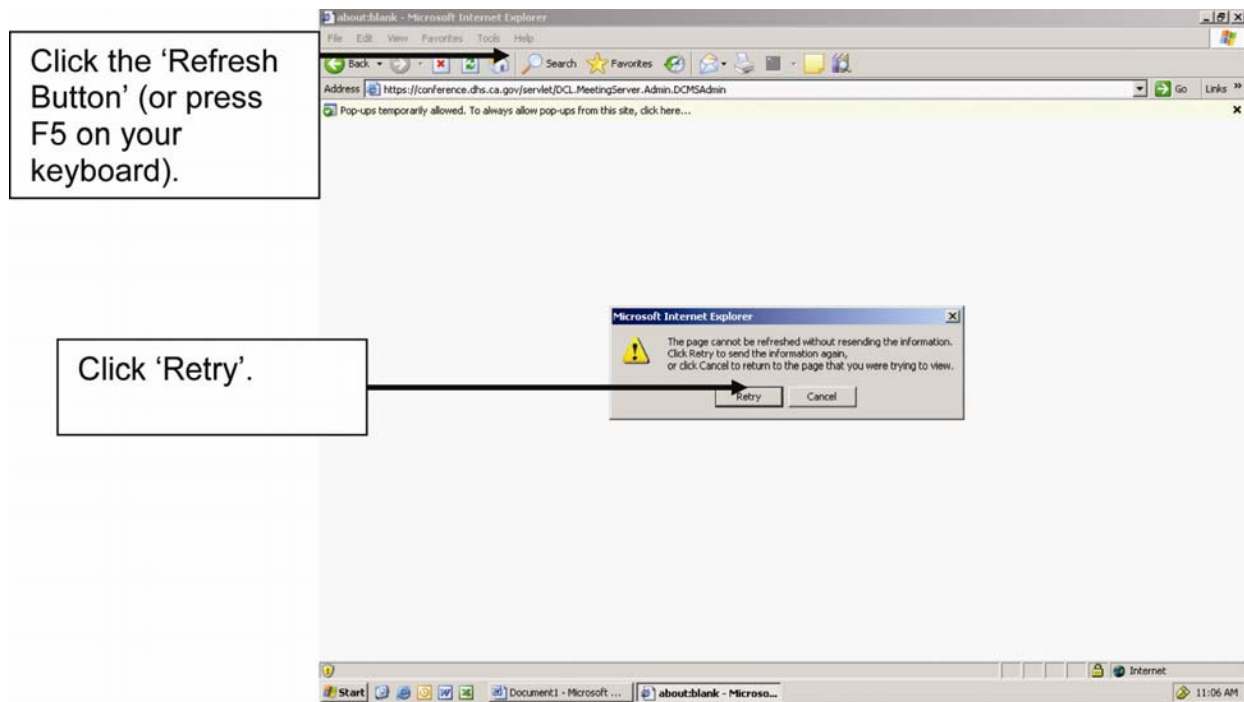 about:blank - Microsoft Internet Explorer
File Edit View Favorites Tools Help
Click the ‘Refresh
Button’ (or press
F5 on your
keyboard).
Back Search Favorites
Address https://conference.dhs.ca.gov/servlet/DCL.MeetingServer.Admin.DCMSAdmin Go Links »
Pop-ups temporarily allowed. To always allow pop-ups from this site, click here...
Microsoft Internet Explorer
The page cannot be refreshed without resending the information.
Click Retry to send the information again,
or click Cancel to return to the page that you were trying to view.
Retry Cancel
Click ‘Retry’.
Internet
Start Document1 - Microsoft ... about:blank - Microso... 11:06 AM